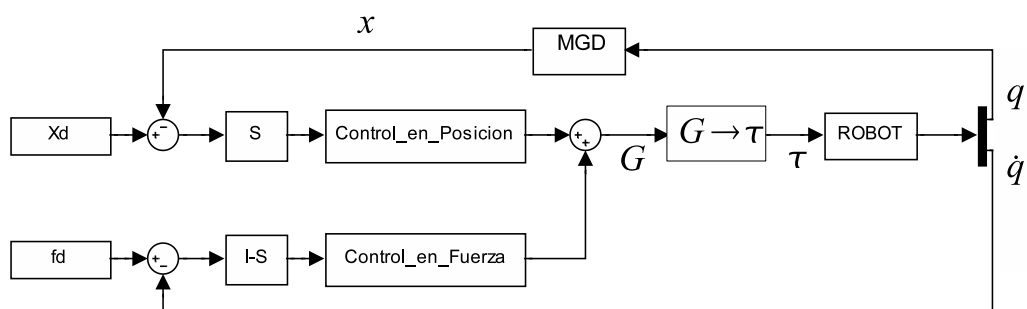 x
MGD
q
Xd
+
−
S
Control_en_Posicion
+
+
G
G → τ
τ
ROBOT
q̇
fd
+
−
I-S
Control_en_Fuerza